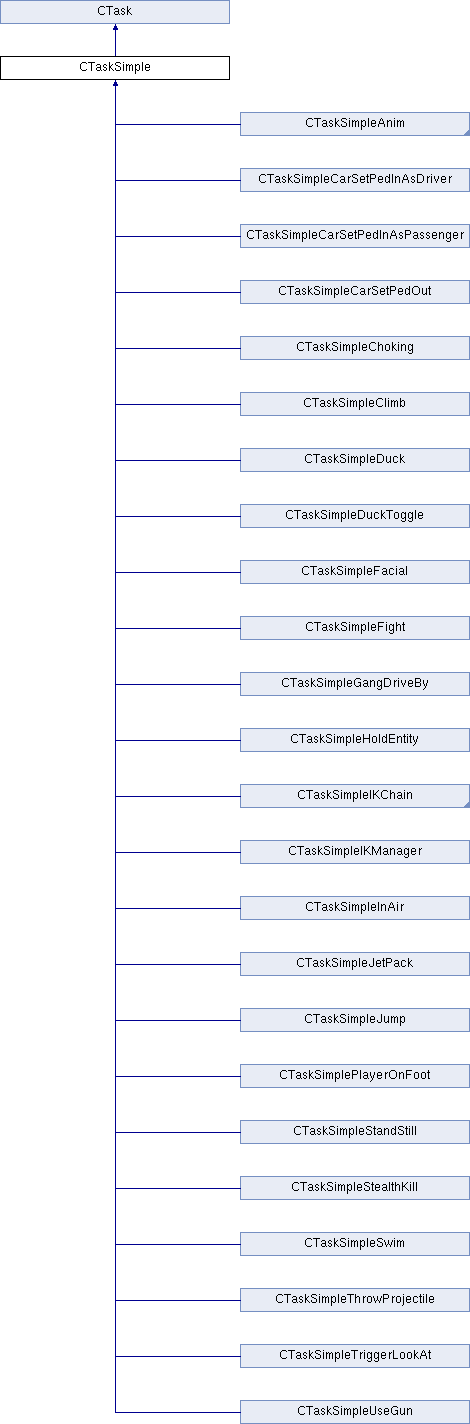 CTask
CTaskSimple
CTaskSimpleAnim
CTaskSimpleCarSetPedInAsDriver
CTaskSimpleCarSetPedInAsPassenger
CTaskSimpleCarSetPedOut
CTaskSimpleChoking
CTaskSimpleClimb
CTaskSimpleDuck
CTaskSimpleDuckToggle
CTaskSimpleFacial
CTaskSimpleFight
CTaskSimpleGangDriveBy
CTaskSimpleHoldEntity
CTaskSimpleIKChain
CTaskSimpleIKManager
CTaskSimpleInAir
CTaskSimpleJetPack
CTaskSimpleJump
CTaskSimplePlayerOnFoot
CTaskSimpleStandStill
CTaskSimpleStealthKill
CTaskSimpleSwim
CTaskSimpleThrowProjectile
CTaskSimpleTriggerLookAt
CTaskSimpleUseGun